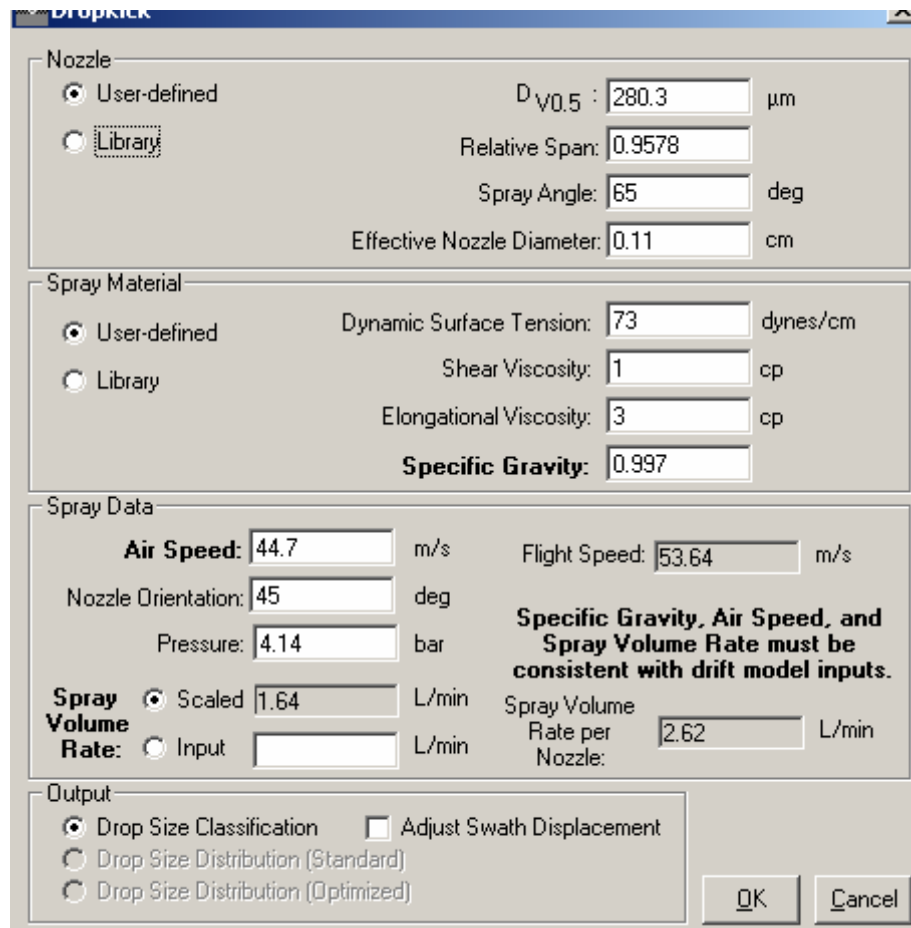 Dropkick
Nozzle
User-defined
Library
DV0.5 : 280.3 µm
Relative Span: 0.9578
Spray Angle: 65 deg
Effective Nozzle Diameter: 0.11 cm
Spray Material
User-defined
Library
Dynamic Surface Tension: 73 dynes/cm
Shear Viscosity: 1 cp
Elongational Viscosity: 3 cp
Specific Gravity: 0.997
Spray Data
Air Speed: 44.7 m/s
Nozzle Orientation: 45 deg
Pressure: 4.14 bar
Spray Volume Rate:
Scaled 1.64 L/min
Input L/min
Flight Speed: 53.64 m/s
Specific Gravity, Air Speed, and
Spray Volume Rate must be
consistent with drift model inputs.
Spray Volume
Rate per
Nozzle:
2.62 L/min
Output
Drop Size Classification
Adjust Swath Displacement
Drop Size Distribution (Standard)
Drop Size Distribution (Optimized)
OK
Cancel